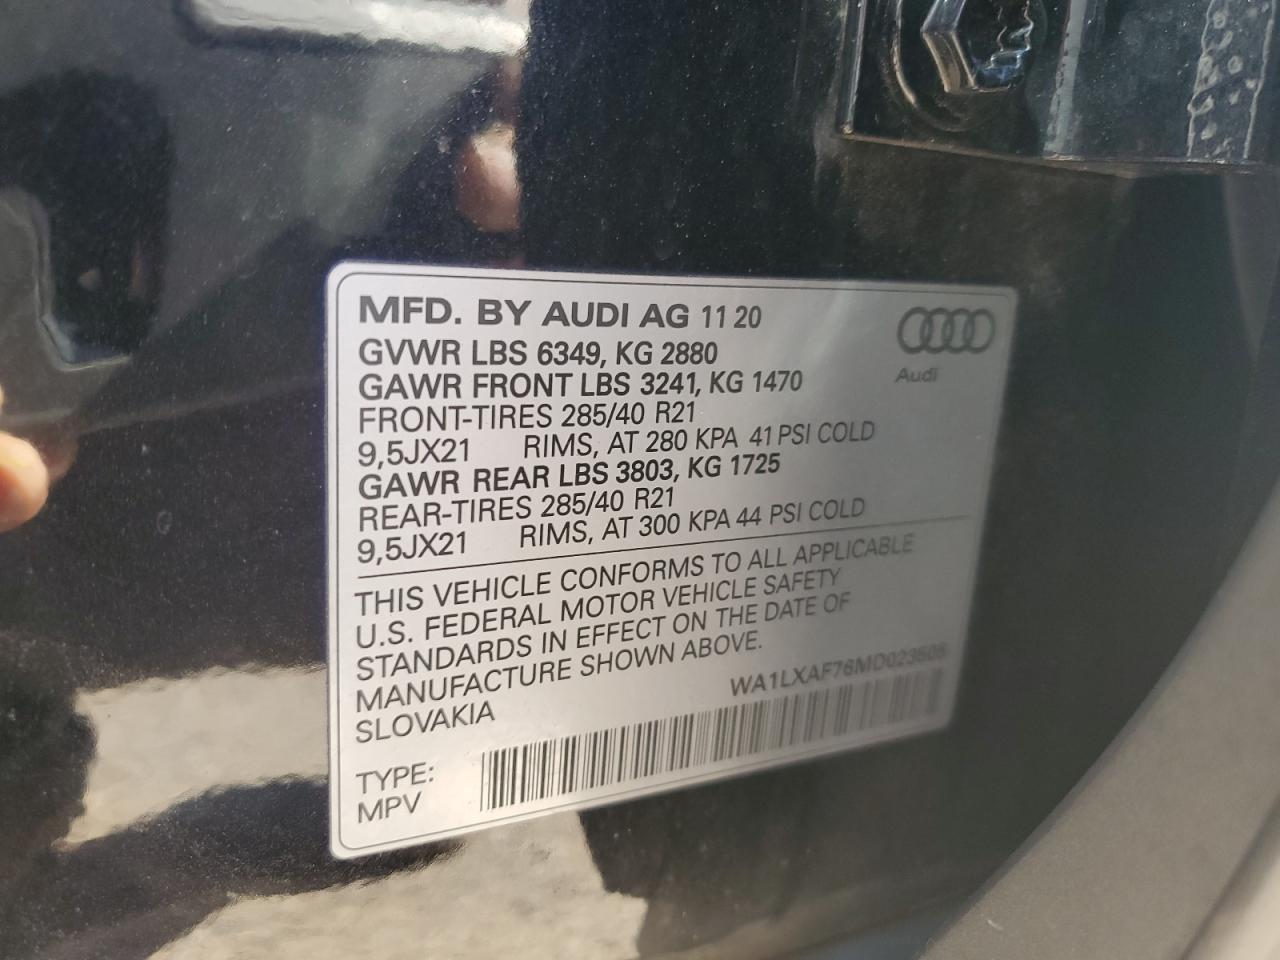 MFD. BY AUDI AG 11 20
GVWR LBS 6349, KG 2880
GAWR FRONT LBS 3241, KG 1470
FRONT-TIRES 285/40 R21
9,5JX21 RIMS, AT 280 KPA 41 PSI COLD
GAWR REAR LBS 3803, KG 1725
REAR-TIRES 285/40 R21
9,5JX21 RIMS, AT 300 KPA 44 PSI COLD
Audi
THIS VEHICLE CONFORMS TO ALL APPLICABLE
U.S. FEDERAL MOTOR VEHICLE SAFETY
STANDARDS IN EFFECT ON THE DATE OF
MANUFACTURE SHOWN ABOVE.
SLOVAKIA
WA1LXAF76MD023505
TYPE:
MPV